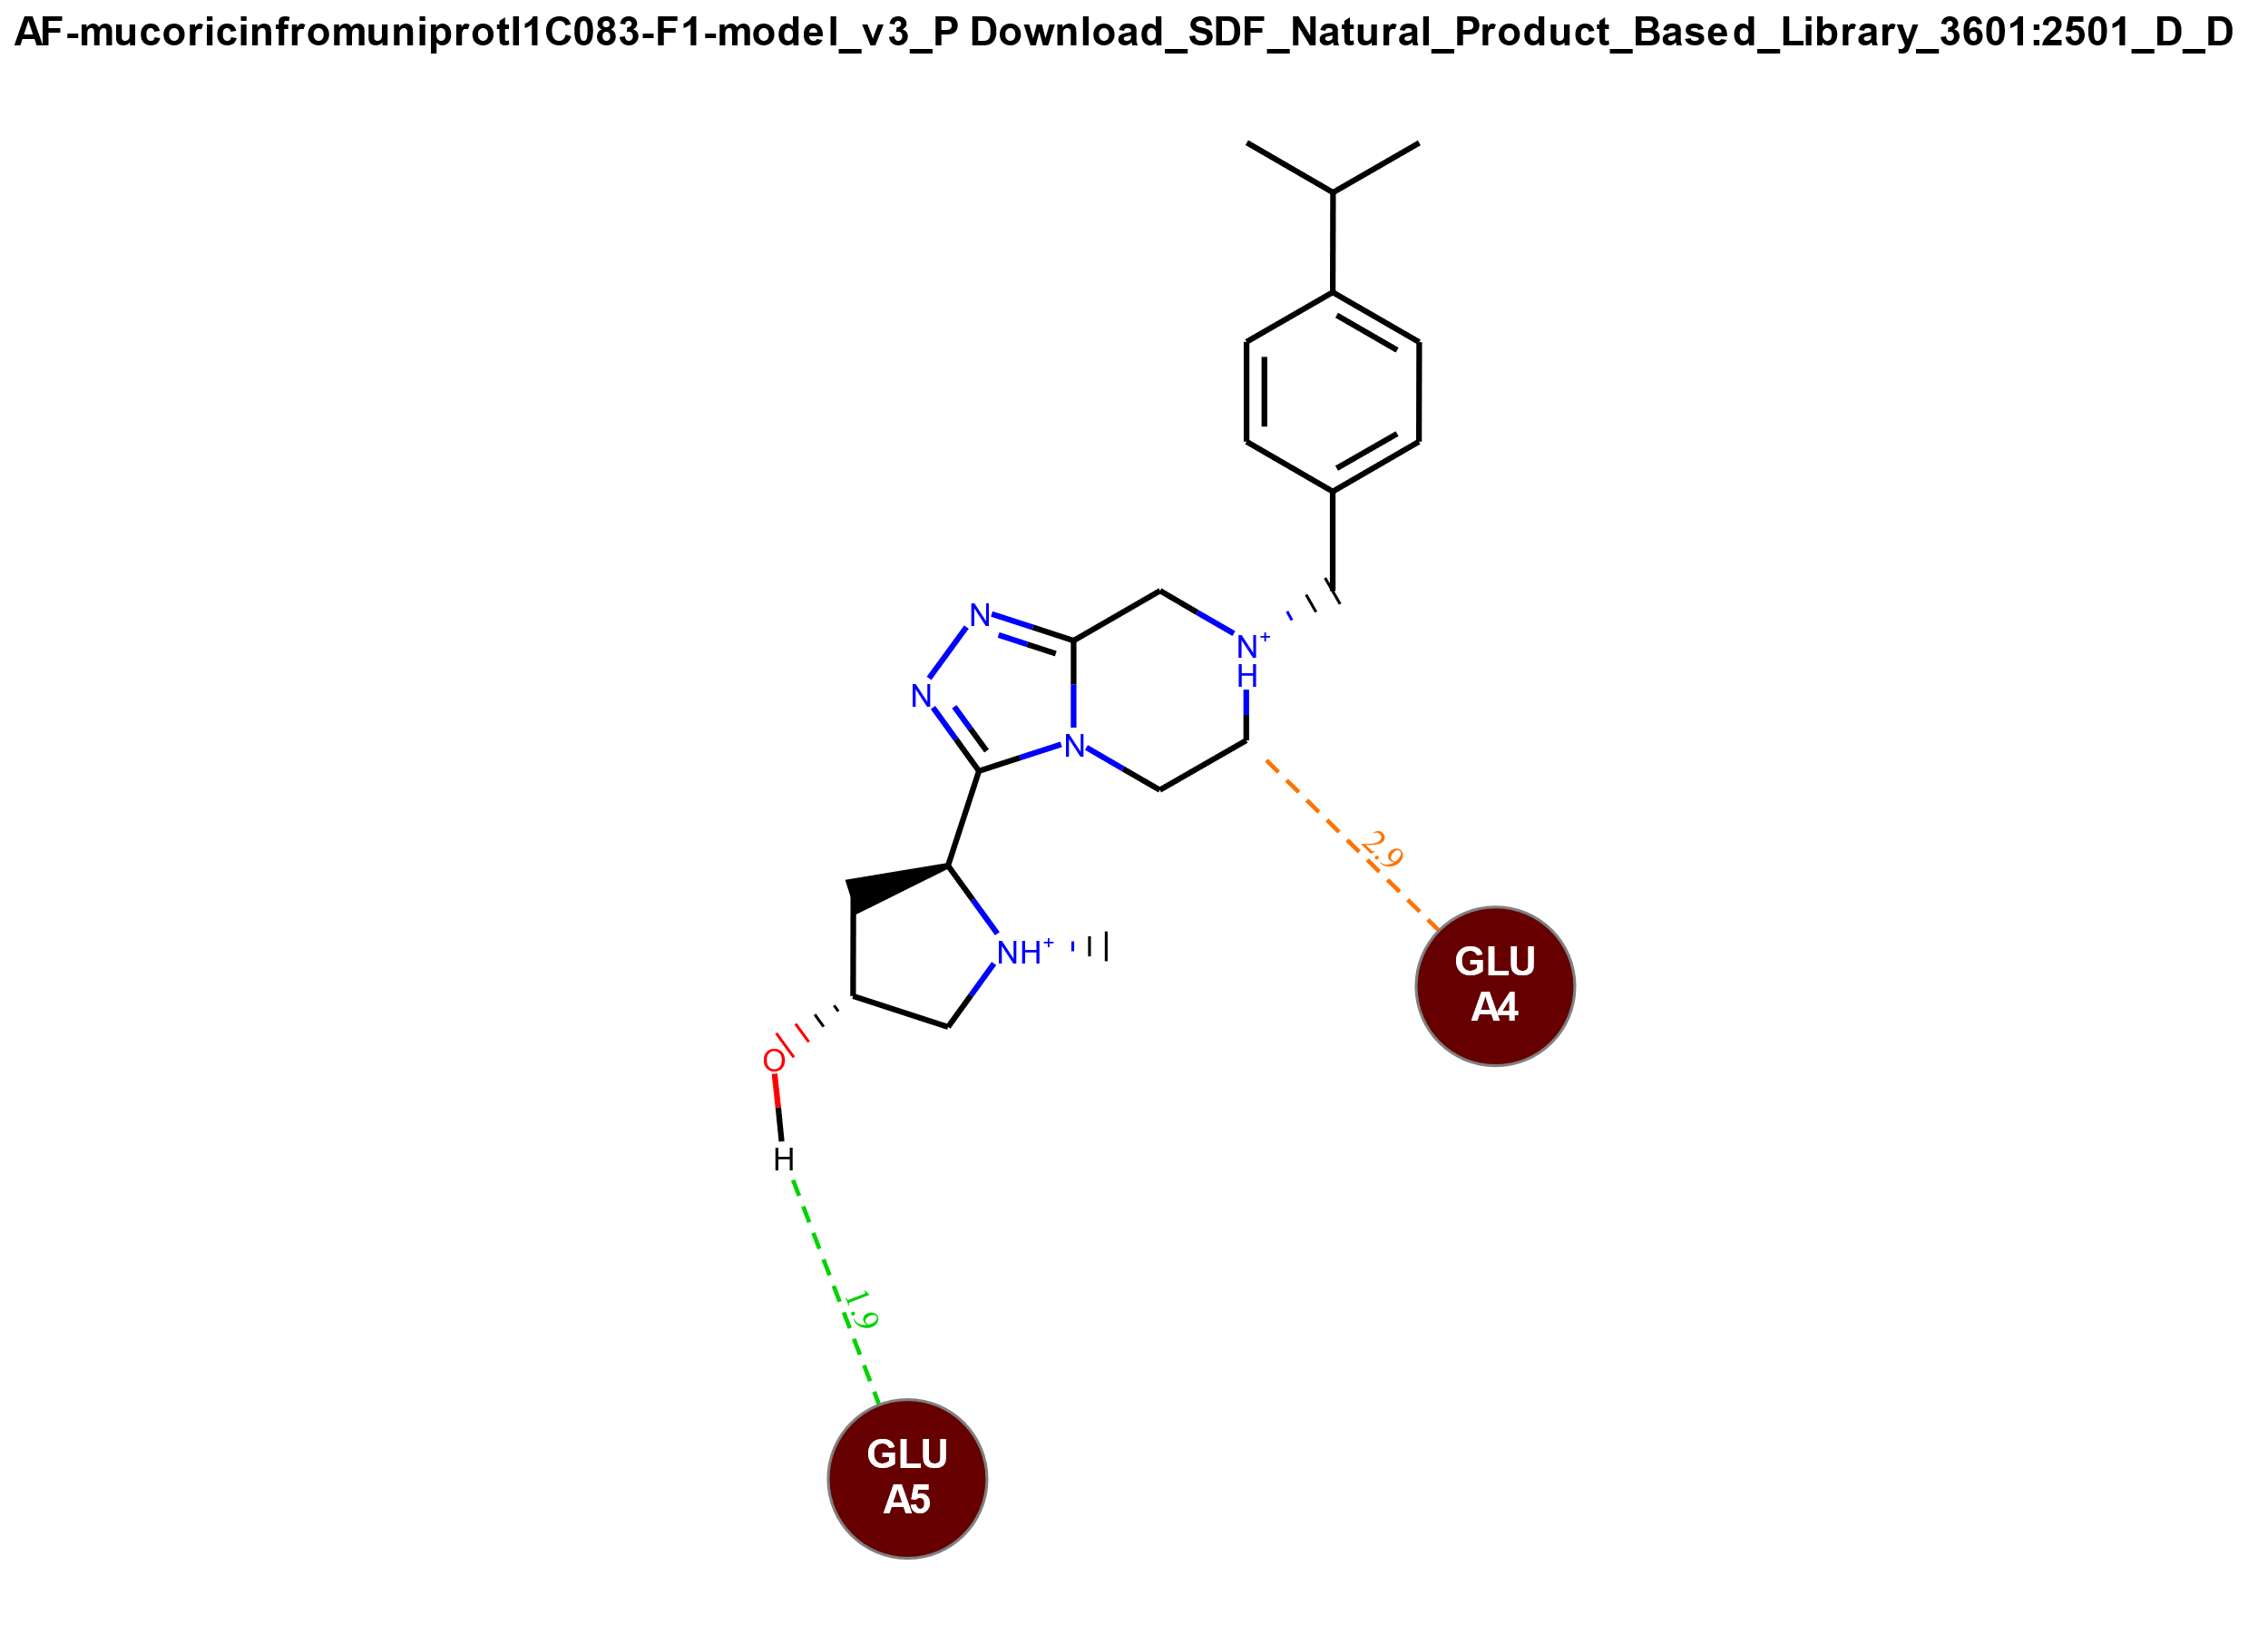 AF-mucoricinfromuniprotI1C083-F1-model_v3_P Download_SDF_Natural_Product_Based_Library_3601:2501_D_D
N
N+
H
N
N
2.9
GLU
A4
NH+
O
H
1.9
GLU
A5